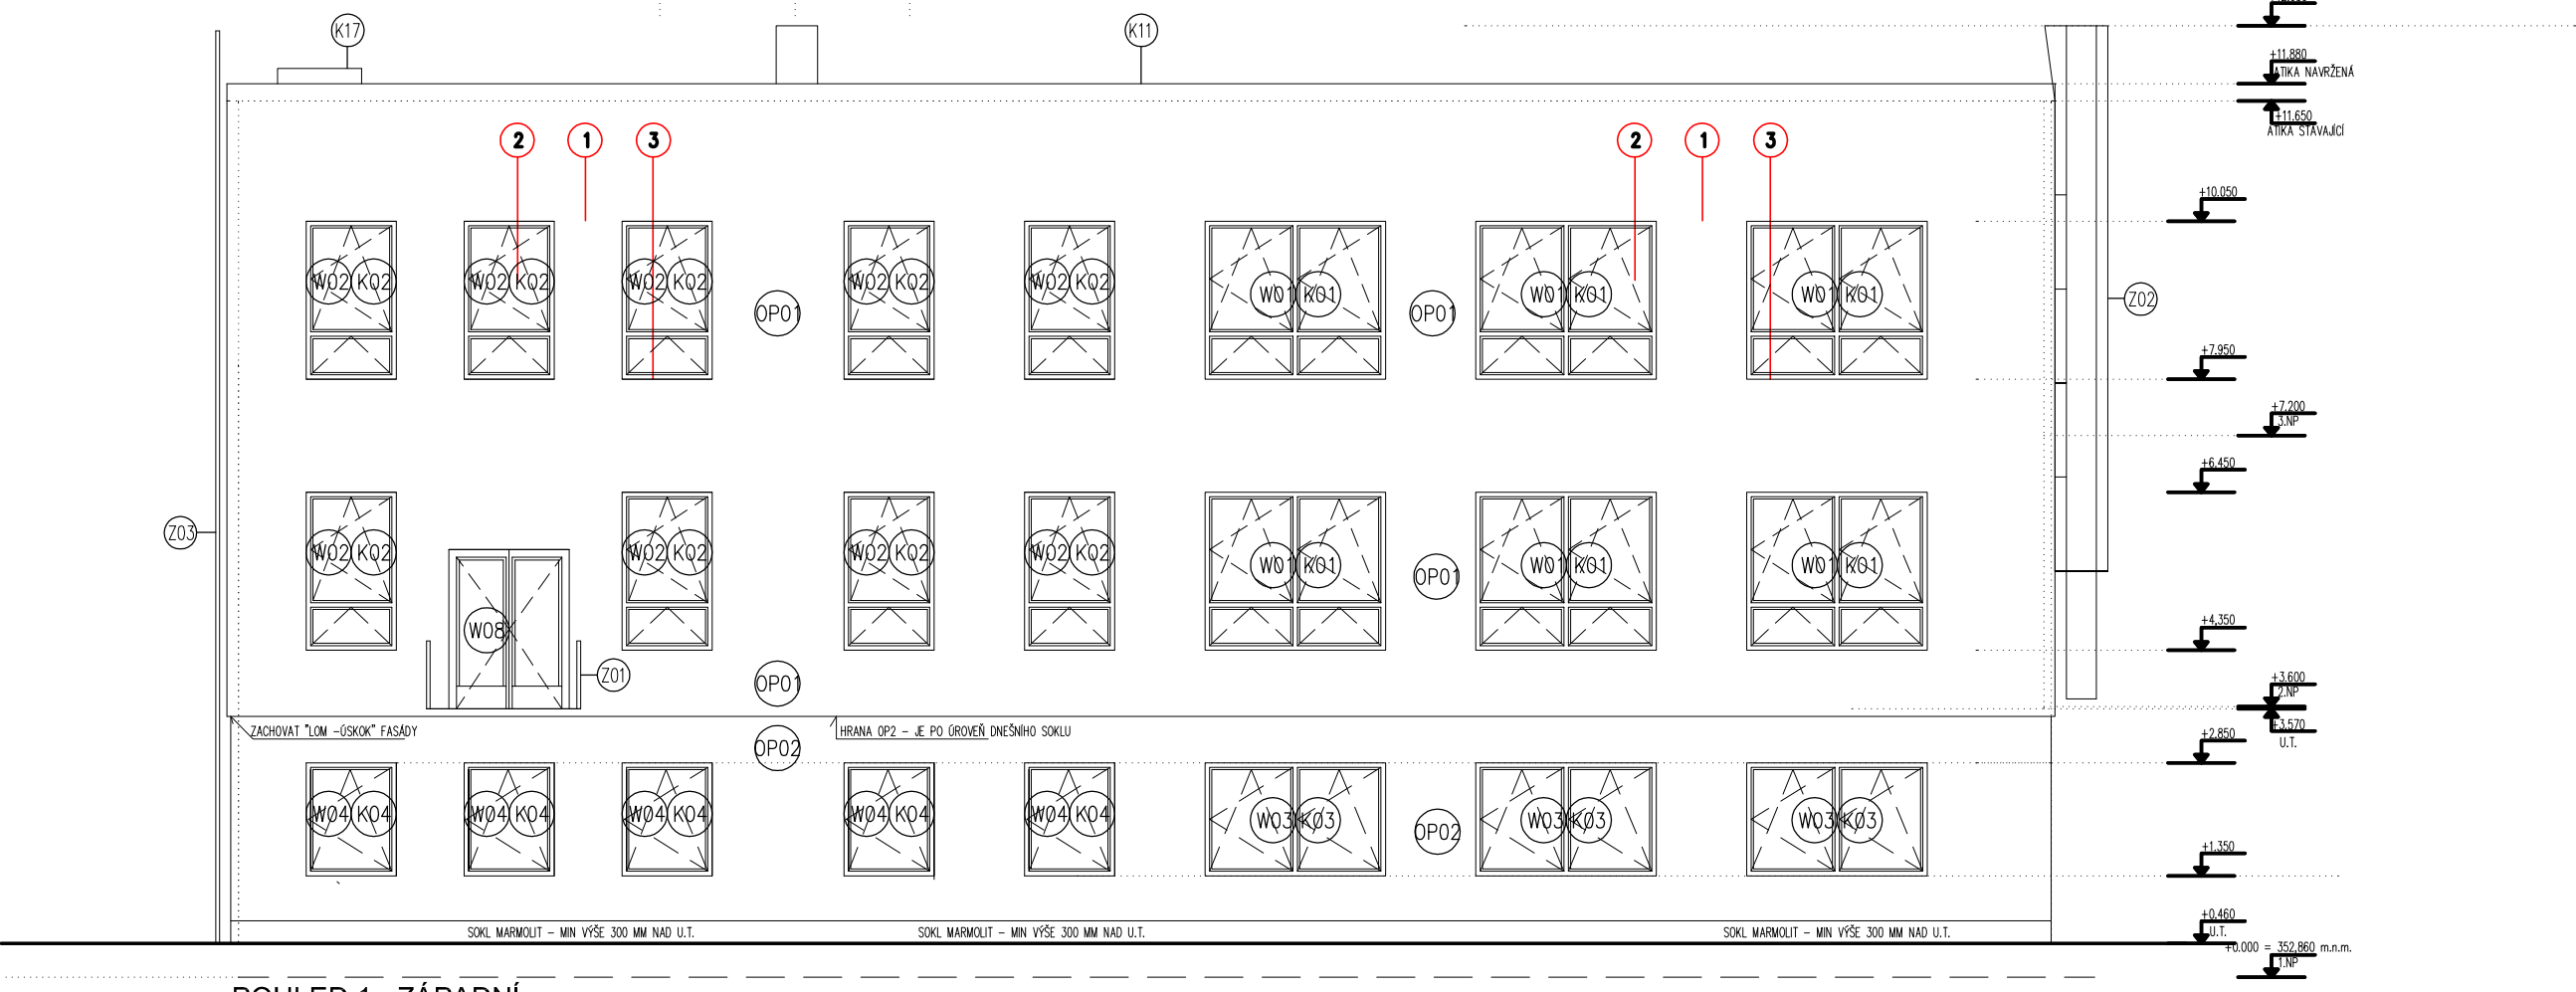 K17
K11
+11.880
ATIKA NAVRŽENÁ
+11.650
ATIKA STÁVAJÍCÍ
2 1 3 2 1 3
+10.050
W02 K02 W02 K02 W02 K02 W02 K02 W02 K02 W01 K01 W01 K01 W01 K01
OP01 OP01
Z02
+7.950
+7.200
3.NP
+6.450
Z03
W02 K02 W02 K02 W02 K02 W02 K02 W01 K01 W01 K01 W01 K01
OP01
W08
+4.350
Z01
OP01
+3.600
2.NP
+3.570
U.T.
ZACHOVAT "LOM -ÚSKOK" FASÁDY
HRANA OP2 - JE PO ÚROVEŇ DNEŠNÍHO SOKLU
OP02
+2.850
W04 K04 W04 K04 W04 K04 W04 K04 W04 K04 W03 K03 W03 K03 W03 K03
OP02
+1.350
+0.460
U.T.
SOKL MARMOLIT - MIN VÝŠE 300 MM NAD U.T. SOKL MARMOLIT - MIN VÝŠE 300 MM NAD U.T. SOKL MARMOLIT - MIN VÝŠE 300 MM NAD U.T.
+0.000 = 352,860 m.n.m.
1.NP
POHLED 1 - ZÁPADNÍ